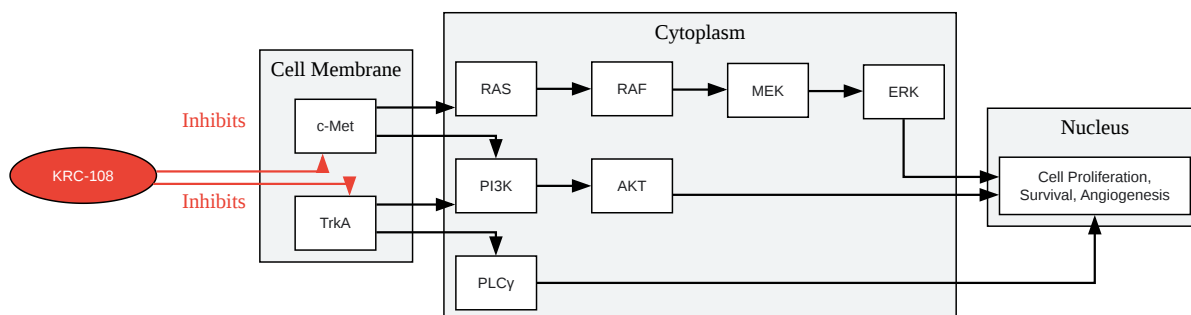 Cytoplasm
Cell Membrane
RAS
RAF
MEK
ERK
Inhibits
c-Met
Nucleus
KRC-108
PI3K
AKT
Cell Proliferation,
Survival, Angiogenesis
Inhibits
TrkA
PLCγ